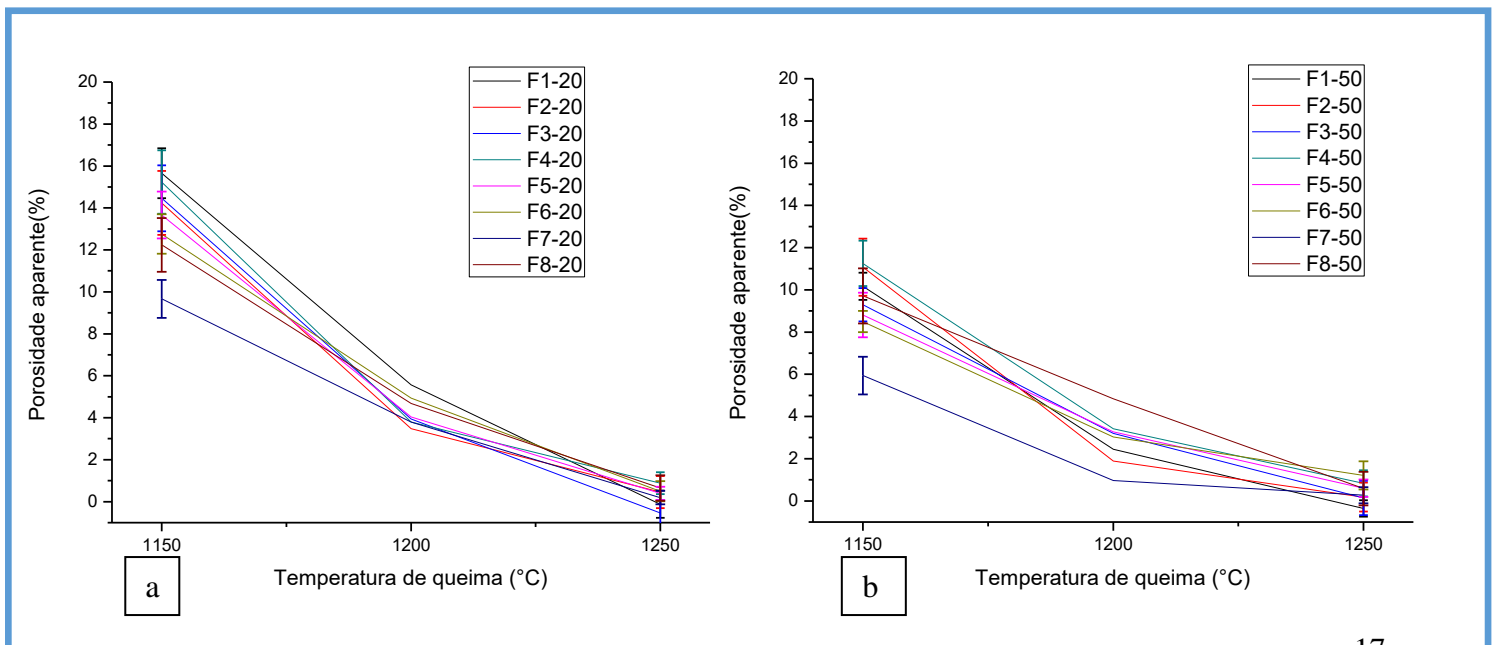 20
18
16
14
12
10
8
6
4
2
0
Porosidade aparente(%)
F1-20
F2-20
F3-20
F4-20
F5-20
F6-20
F7-20
F8-20
1150
1200
1250
Temperatura de queima (°C)
a
20
18
16
14
12
10
8
6
4
2
0
Porosidade aparente(%)
F1-50
F2-50
F3-50
F4-50
F5-50
F6-50
F7-50
F8-50
1150
1200
1250
Temperatura de queima (°C)
b
17